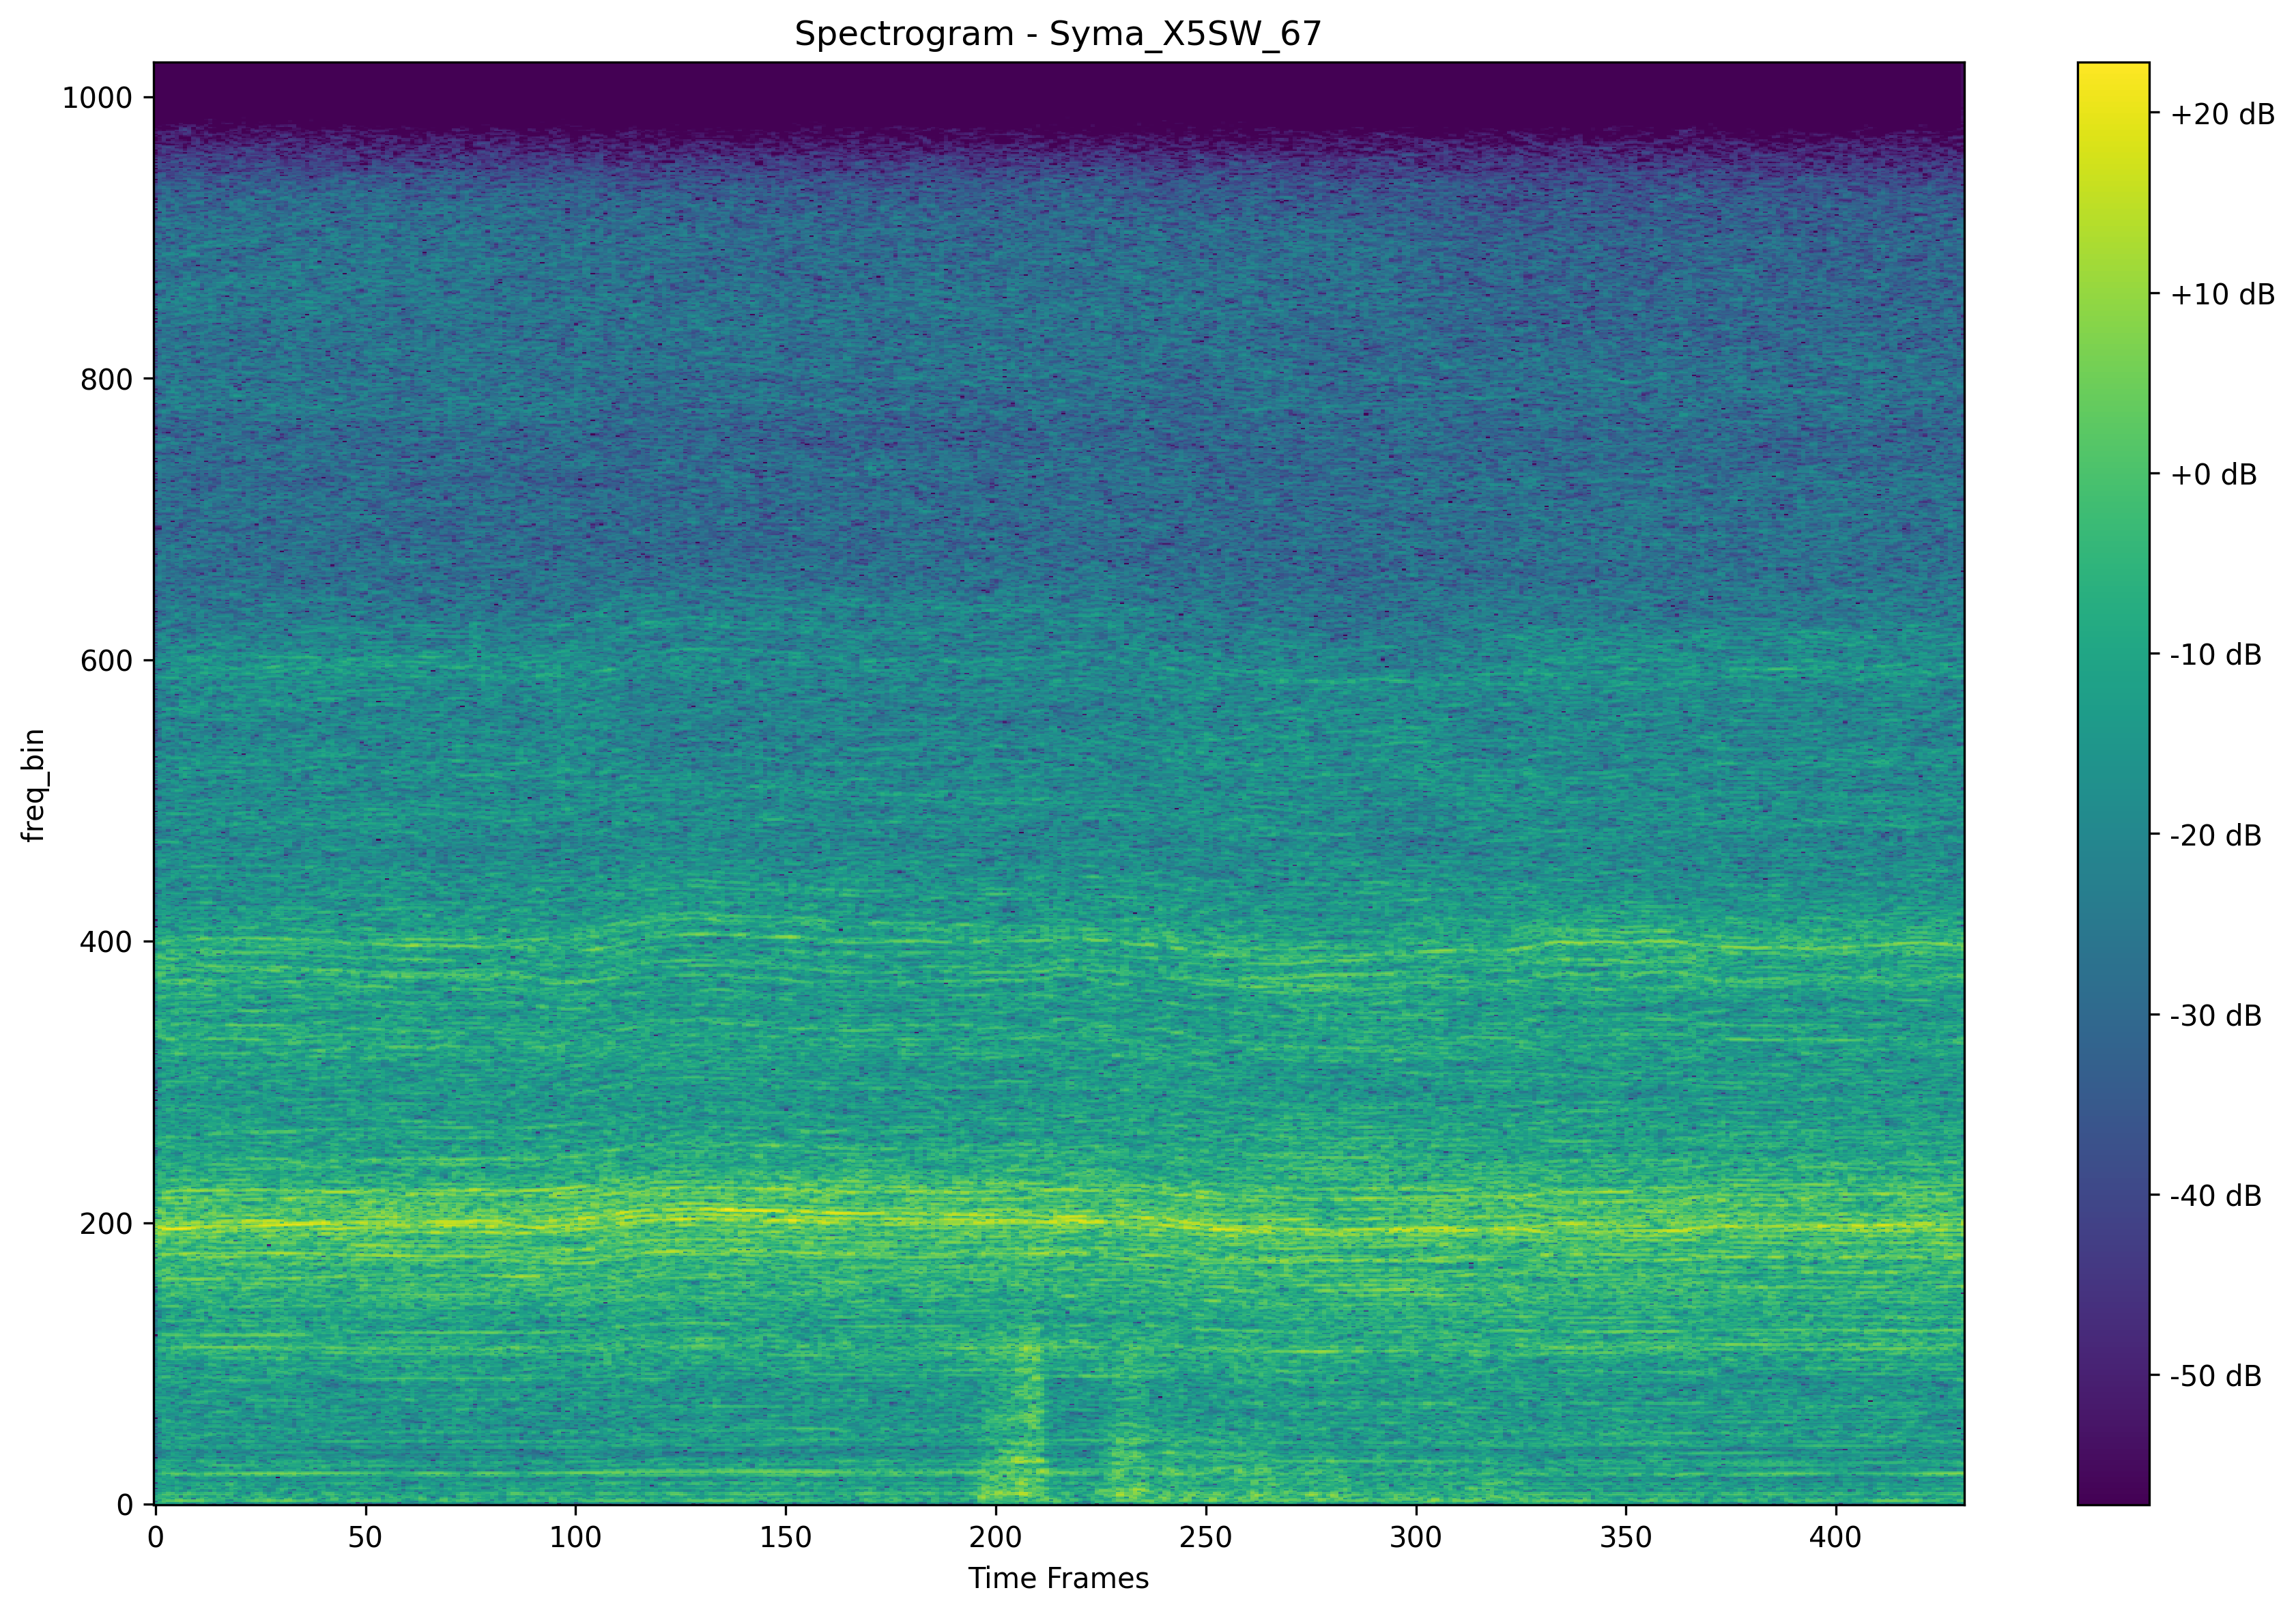 Spectrogram - Syma_X5SW_67
freq_bin
1000
800
600
400
200
0
0 50 100 150 200 250 300 350 400
Time Frames
+20 dB
+10 dB
+0 dB
-10 dB
-20 dB
-30 dB
-40 dB
-50 dB